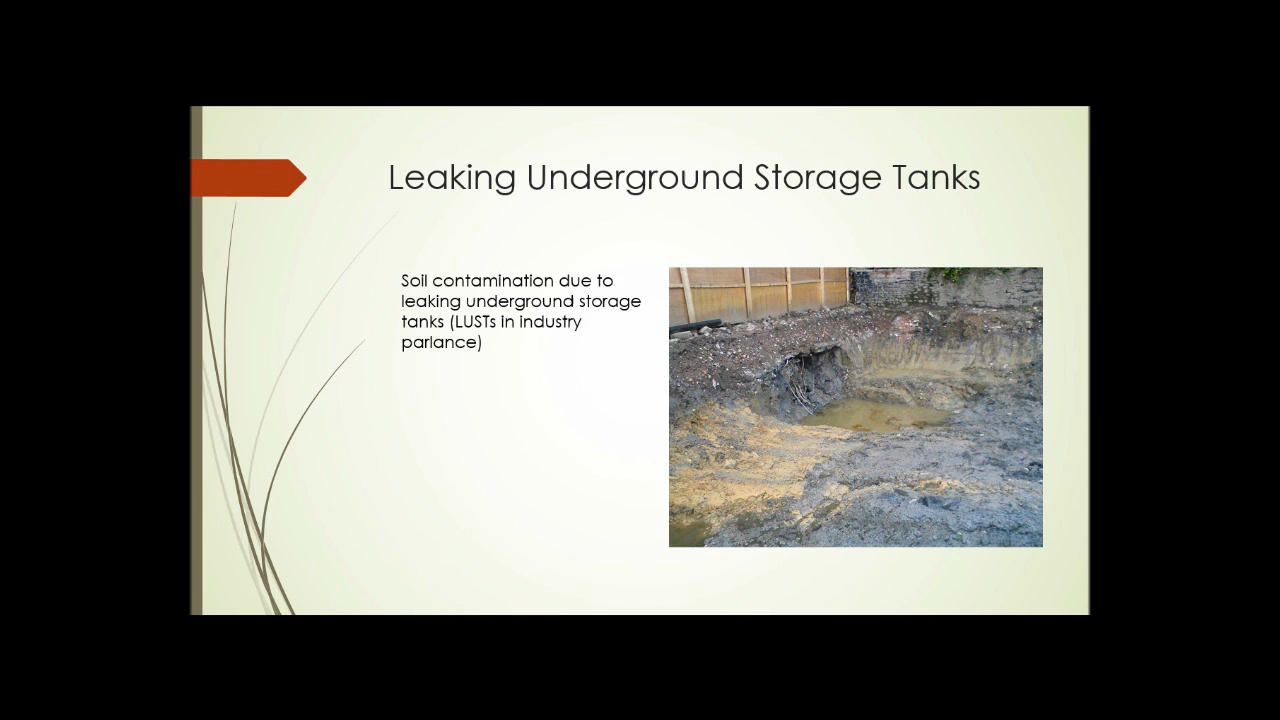 Leaking Underground Storage Tanks
Soil contamination due to
leaking underground storage
tanks (LUSTs in industry
parlance)